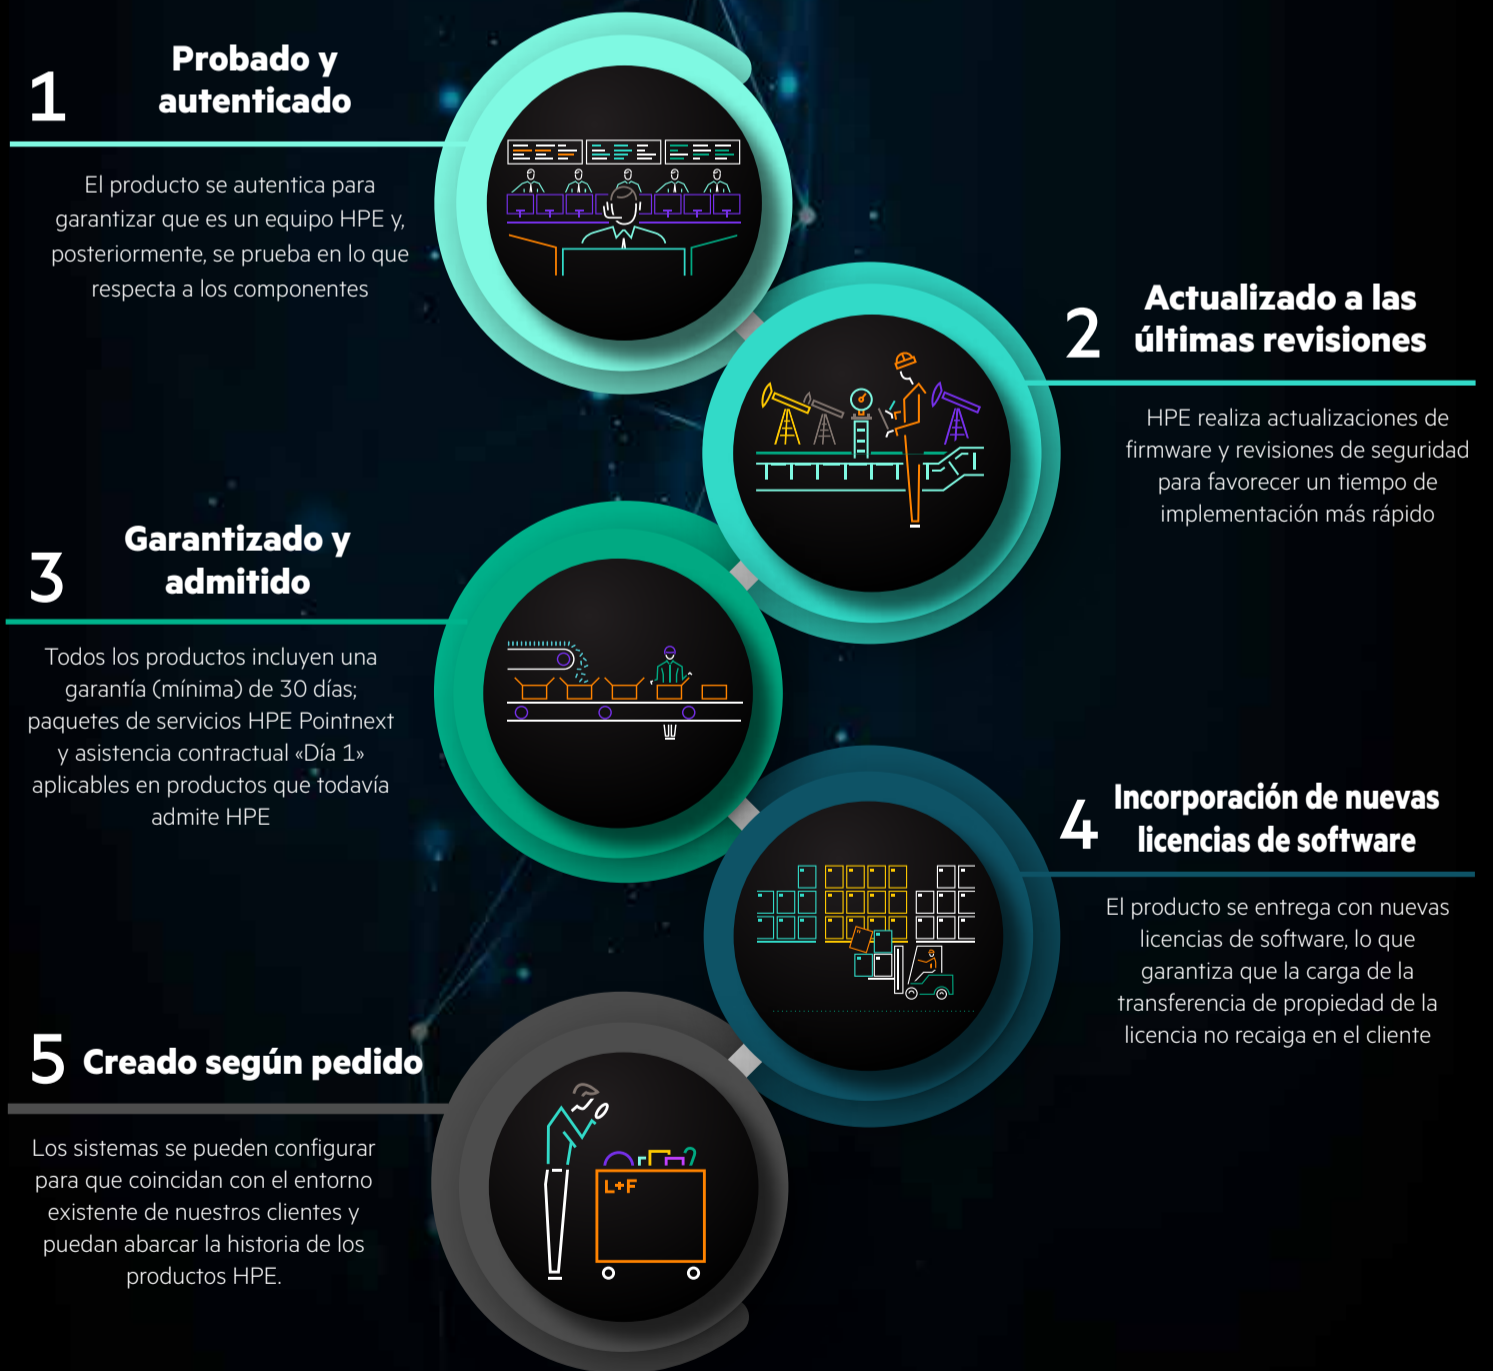 1
Probado y
autenticado
El producto se autentica para
garantizar que es un equipo HPE y,
posteriormente, se prueba en lo que
respecta a los componentes
2
Actualizado a las
últimas revisiones
HPE realiza actualizaciones de
firmware y revisiones de seguridad
para favorecer un tiempo de
implementación más rápido
3
Garantizado y
admitido
Todos los productos incluyen una
garantía (mínima) de 30 días;
paquetes de servicios HPE Pointnext
y asistencia contractual «Día 1»
aplicables en productos que todavía
admite HPE
4
Incorporación de nuevas
licencias de software
El producto se entrega con nuevas
licencias de software, lo que
garantiza que la carga de la
transferencia de propiedad de la
licencia no recaiga en el cliente
5 Creado según pedido
Los sistemas se pueden configurar
para que coincidan con el entorno
existente de nuestros clientes y
puedan abarcar la historia de los
productos HPE.
L+F